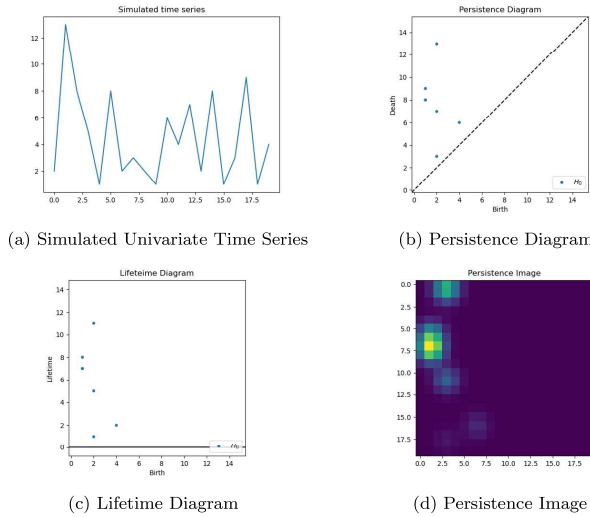 Simulated time series
12
10
8
6
4
2
0.0 2.5 5.0 7.5 10.0 12.5 15.0 17.5
(a) Simulated Univariate Time Series
Persistence Diagram
14
12
10
8
6
4
2
0
Death
0 2 4 6 8 10 12 14
Birth
H₀
(b) Persistence Diagram
Lifeteime Diagram
14
12
10
8
6
4
2
0
Lifetime
0 2 4 6 8 10 12 14
Birth
H₀
(c) Lifetime Diagram
Persistence Image
0.0
2.5
5.0
7.5
10.0
12.5
15.0
17.5
0.0 2.5 5.0 7.5 10.0 12.5 15.0 17.5
(d) Persistence Image